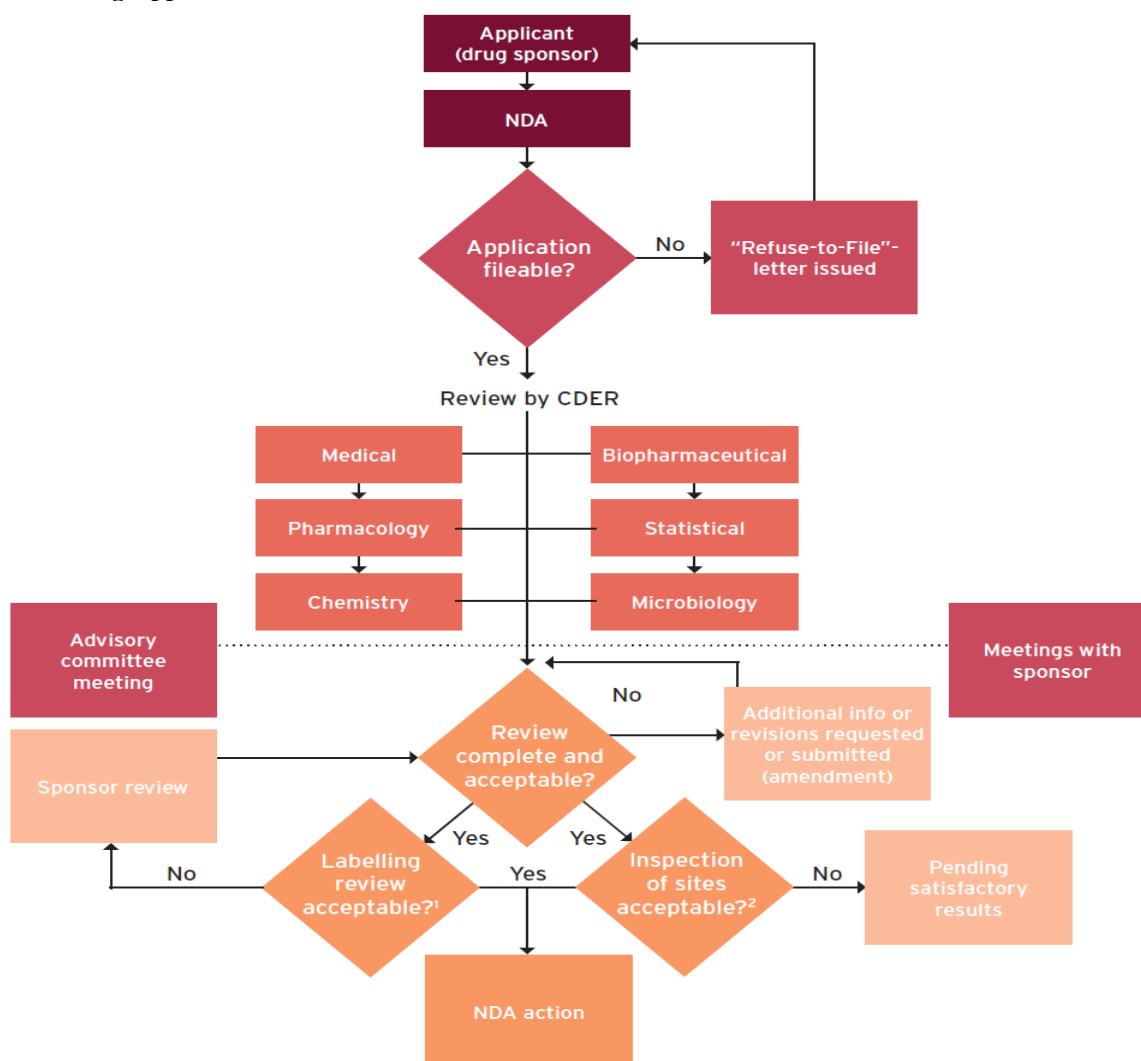 Applicant
(drug sponsor)
NDA
Application
fileable?
No
“Refuse-to-File”-
letter issued
Yes
Review by CDER
Medical
Biopharmaceutical
Pharmacology
Statistical
Chemistry
Microbiology
Advisory
committee
meeting
Meetings with
sponsor
No
Additional info or
revisions requested
or submitted
(amendment)
Review
complete and
acceptable?
Sponsor review
Yes
Yes
No
Labelling
review
acceptable?¹
Yes
Inspection
of sites
acceptable?²
No
Pending
satisfactory
results
NDA action